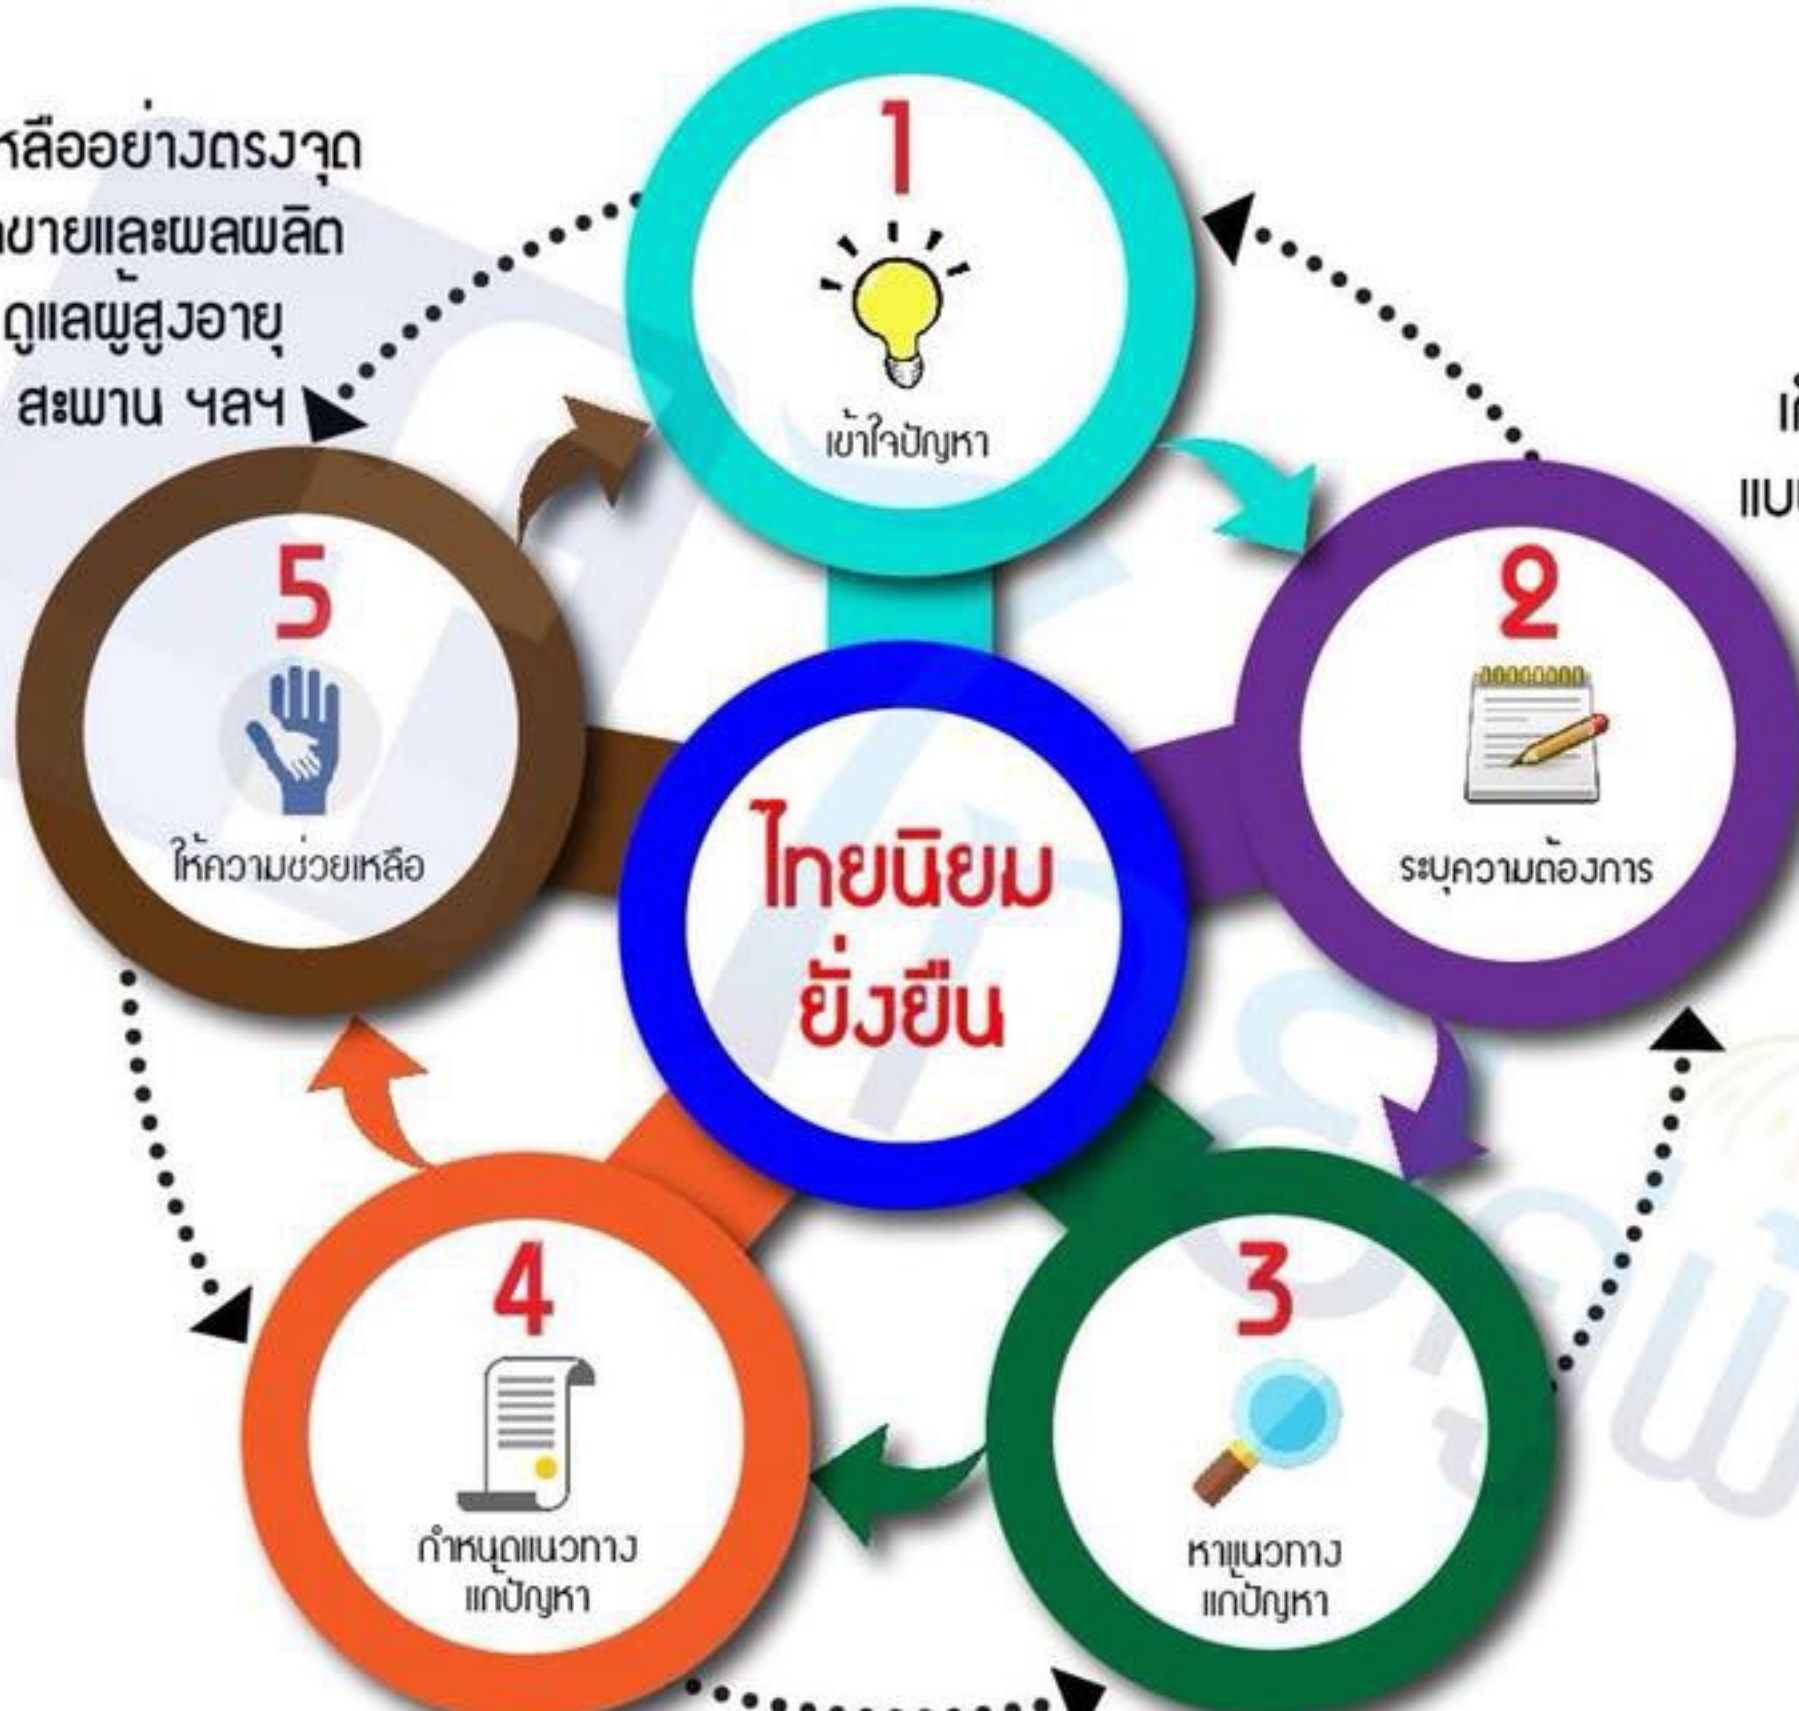 1
เข้าใจปัญหา
2
ระบุความต้องการ
3
หาแนวทาง
แก้ปัญหา
4
กำหนดแนวทาง
แก้ปัญหา
5
ให้ความช่วยเหลือ
ไทยนิยม
ยั่งยืน
อย่างตรงจุด
และผลผลิต
ดูแลผู้สูงอายุ
สะพาน ฯลฯ